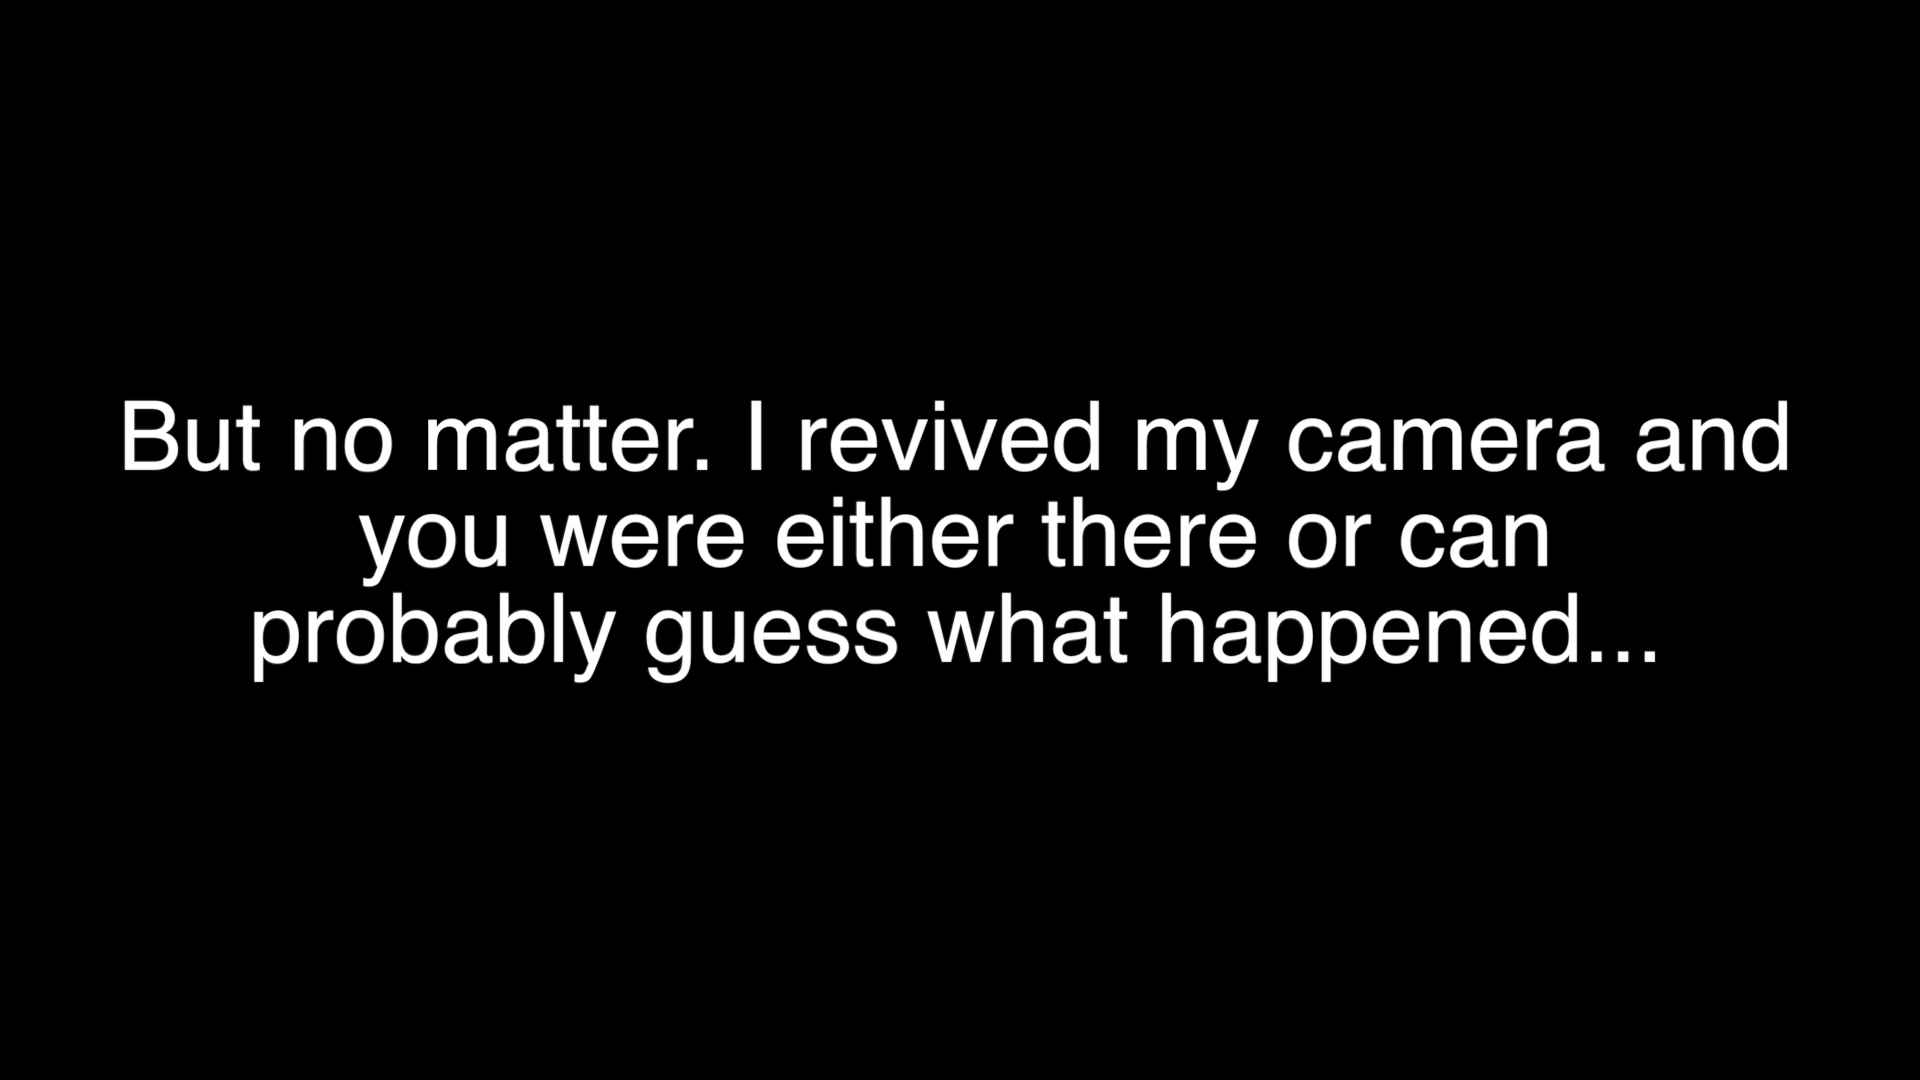 But no matter. I revived my camera and
you were either there or can
probably guess what happened...